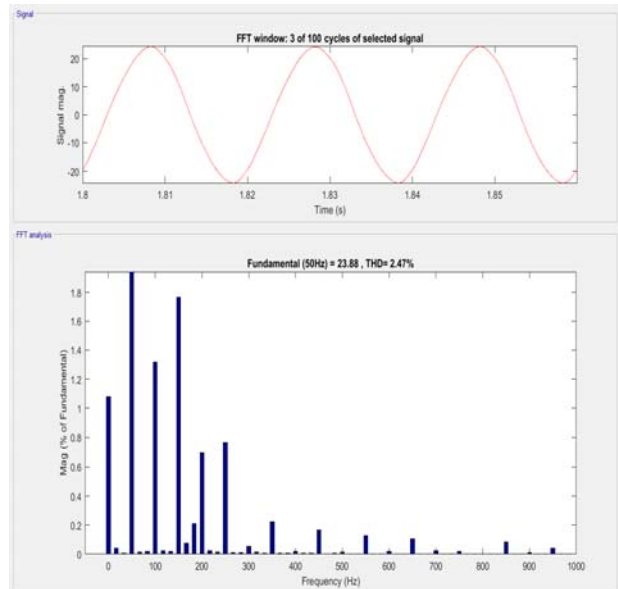 Signal
FFT window: 3 of 100 cycles of selected signal
Signal mag.
20
10
0
-10
-20
1.8 1.81 1.82 1.83 1.84 1.85
Time (s)
FFT analysis
Fundamental (50Hz) = 23.88 , THD= 2.47%
Mag (% of Fundamental)
1.8
1.6
1.4
1.2
1
0.8
0.6
0.4
0.2
0
0 100 200 300 400 500 600 700 800 900 1000
Frequency (Hz)